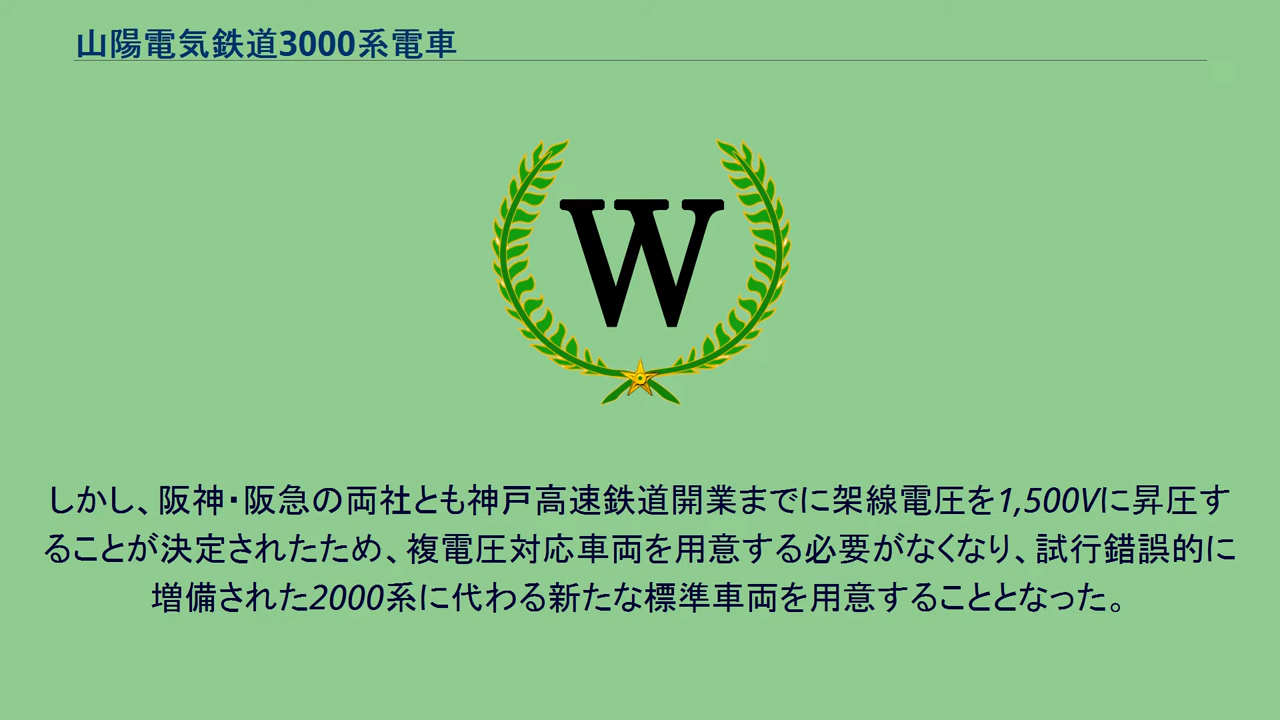 山陽電気鉄道3000系電車
W
しかし、阪神・阪急の両社とも神戸高速鉄道開業までに架線電圧を1,500Vに昇圧す
ることが決定されたため、複電圧対応車両を用意する必要がなくなり、試行錯誤的に
増備された2000系に代わる新たな標準車両を用意することとなった。